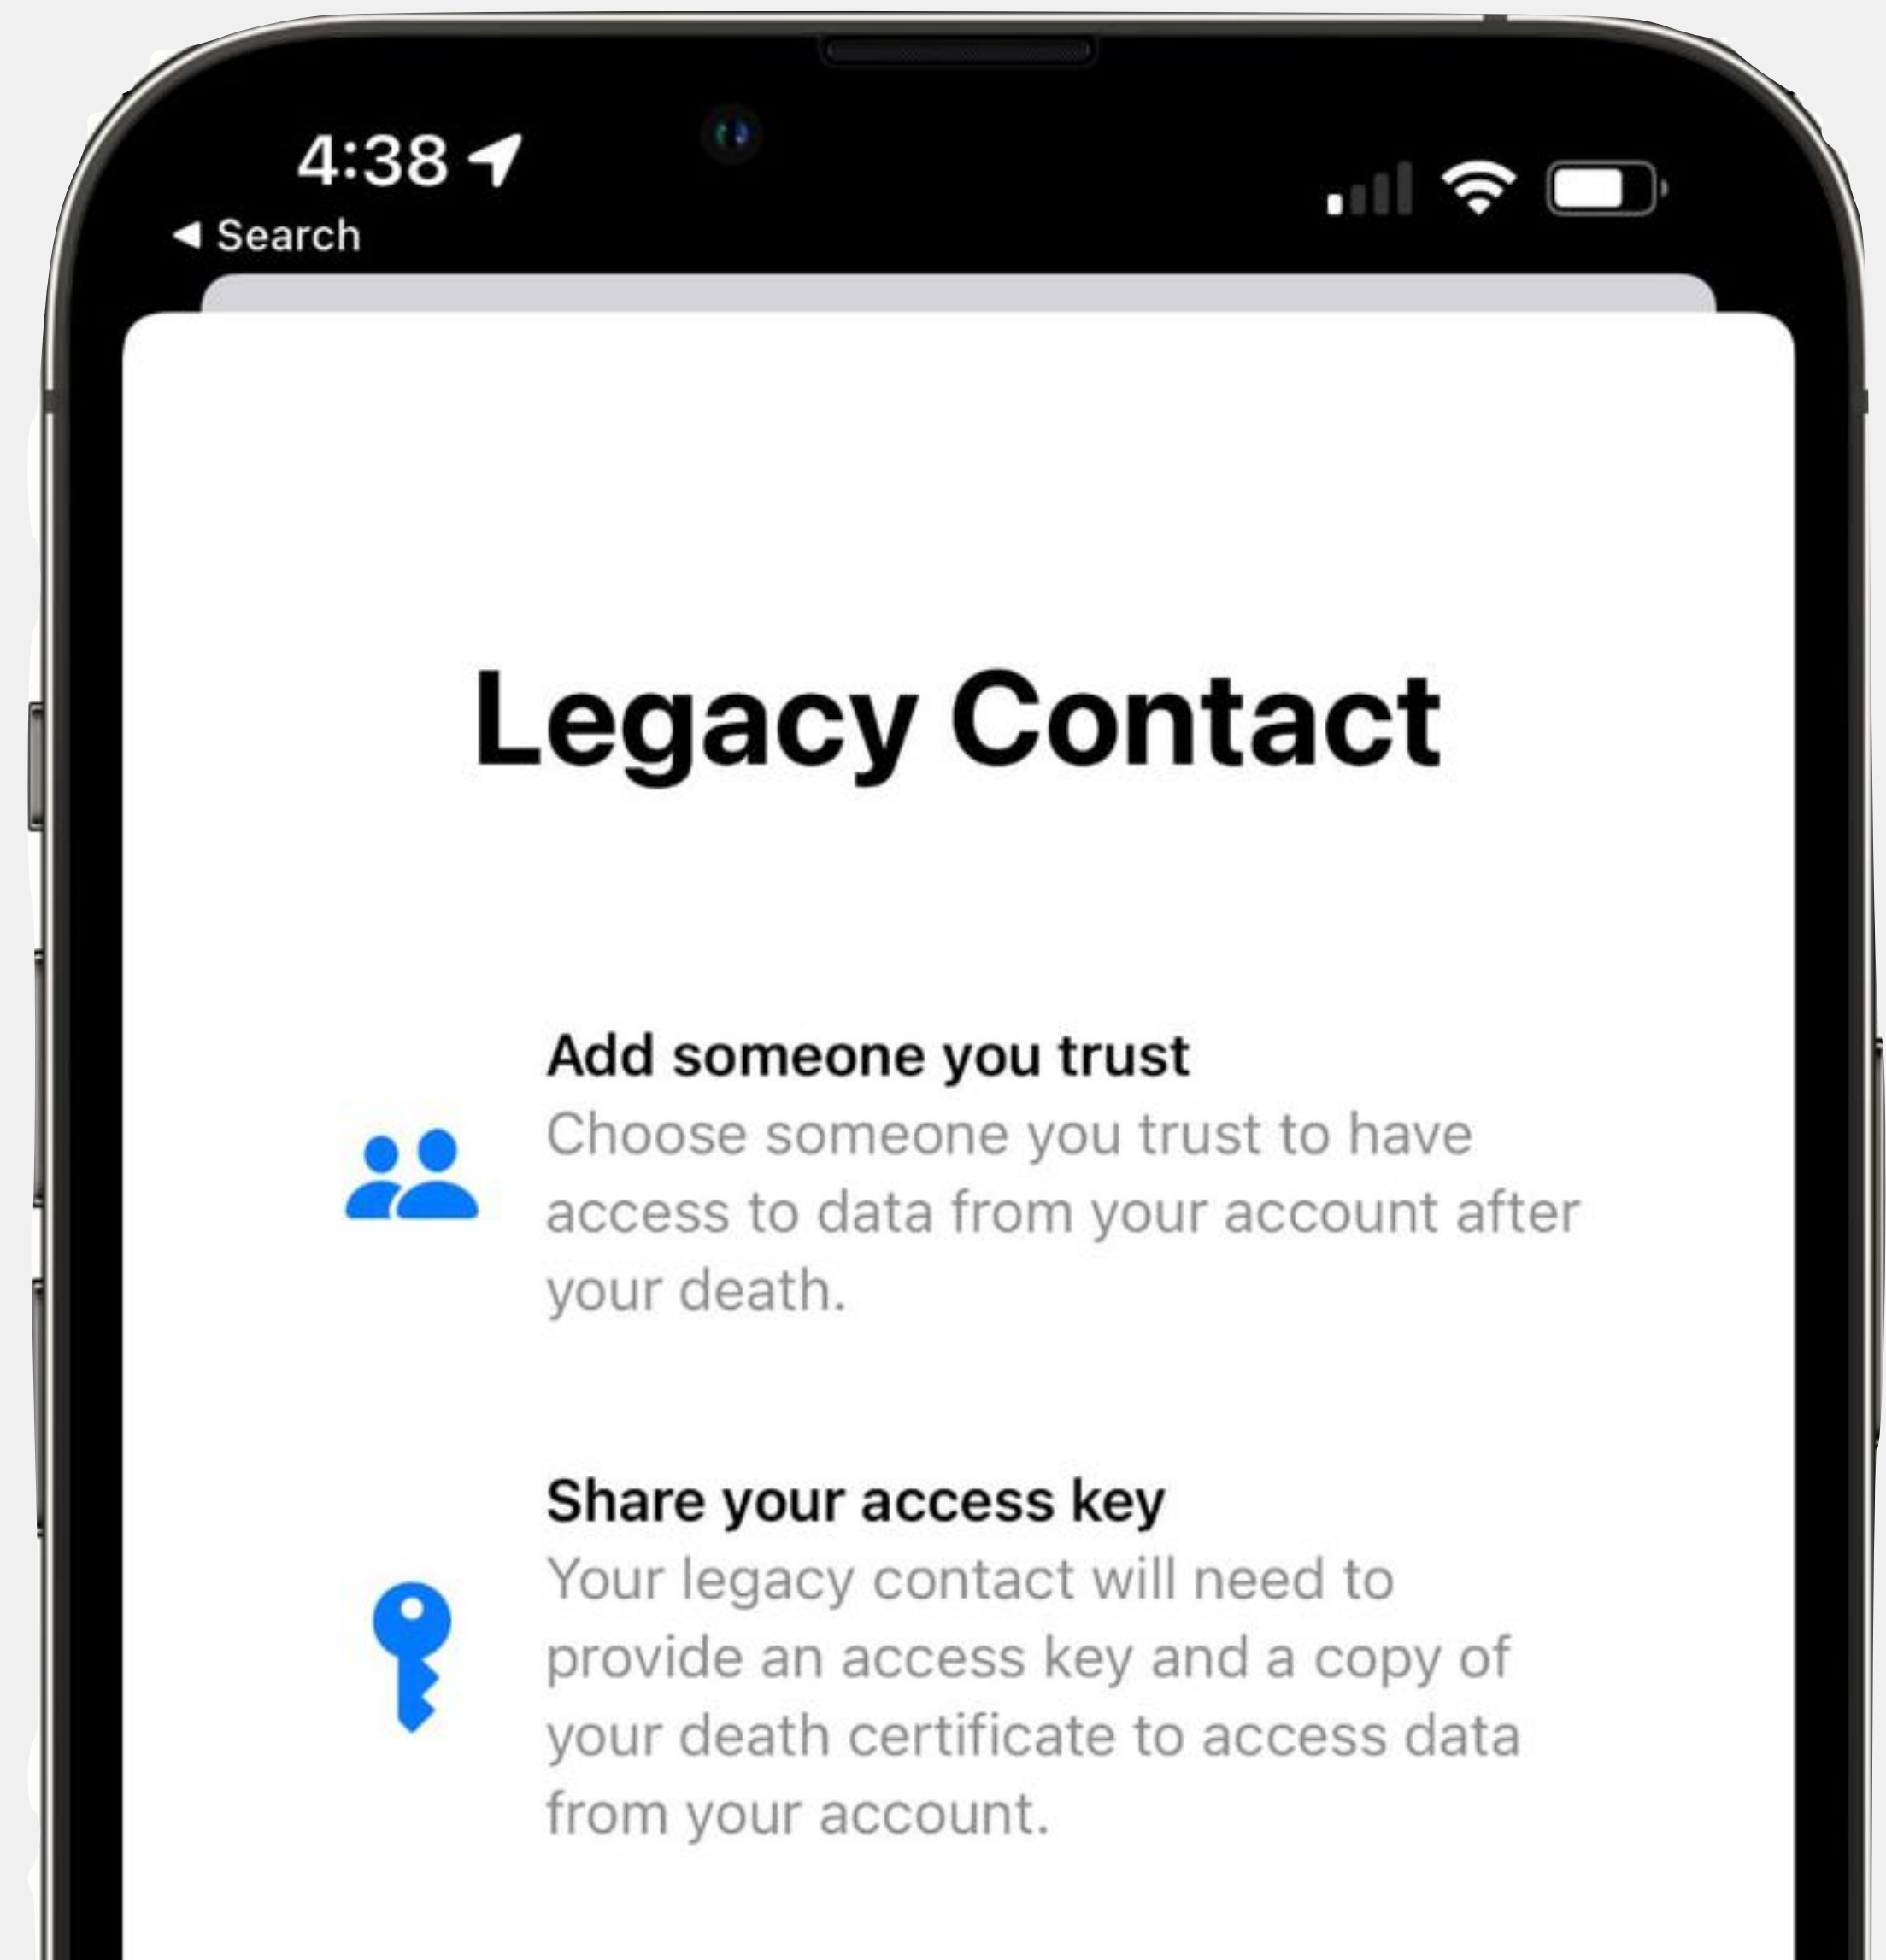 4:38
Search
Legacy Contact
Add someone you trust
Choose someone you trust to have
access to data from your account after
your death.
Share your access key
Your legacy contact will need to
provide an access key and a copy of
your death certificate to access data
from your account.